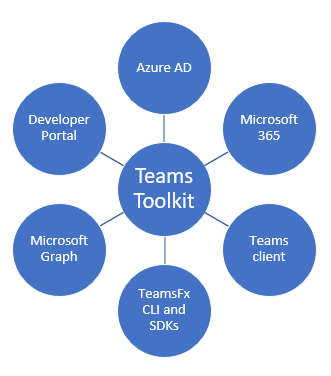 Azure AD
Developer
Portal
Microsoft
365
Teams
Toolkit
Microsoft
Graph
Teams
client
TeamsFx
CLI and
SDKs